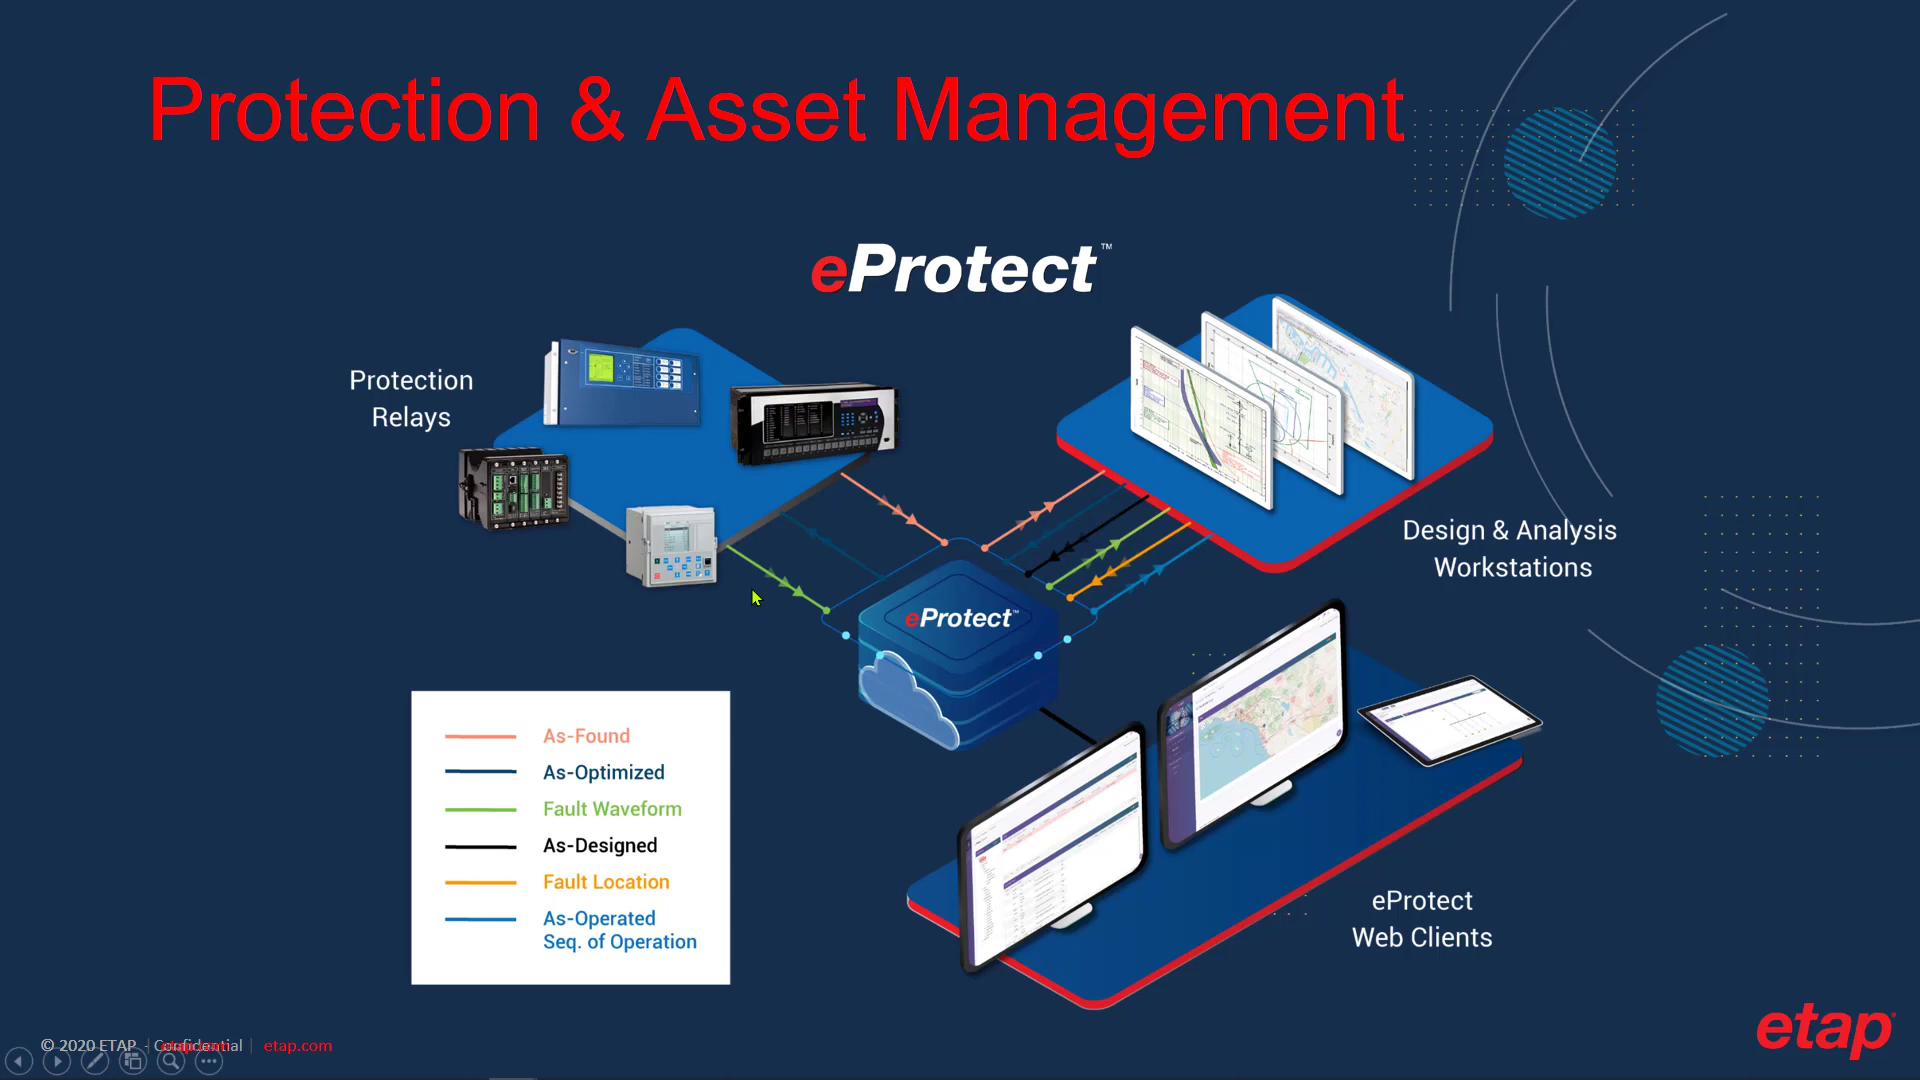 Protection & Asset Management
eProtect™
Protection
Relays
Design & Analysis
Workstations
eProtect™
As-Found
As-Optimized
Fault Waveform
As-Designed
Fault Location
As-Operated
Seq. of Operation
eProtect
Web Clients
© 2020 ETAP - Confidential | etap.com
etap